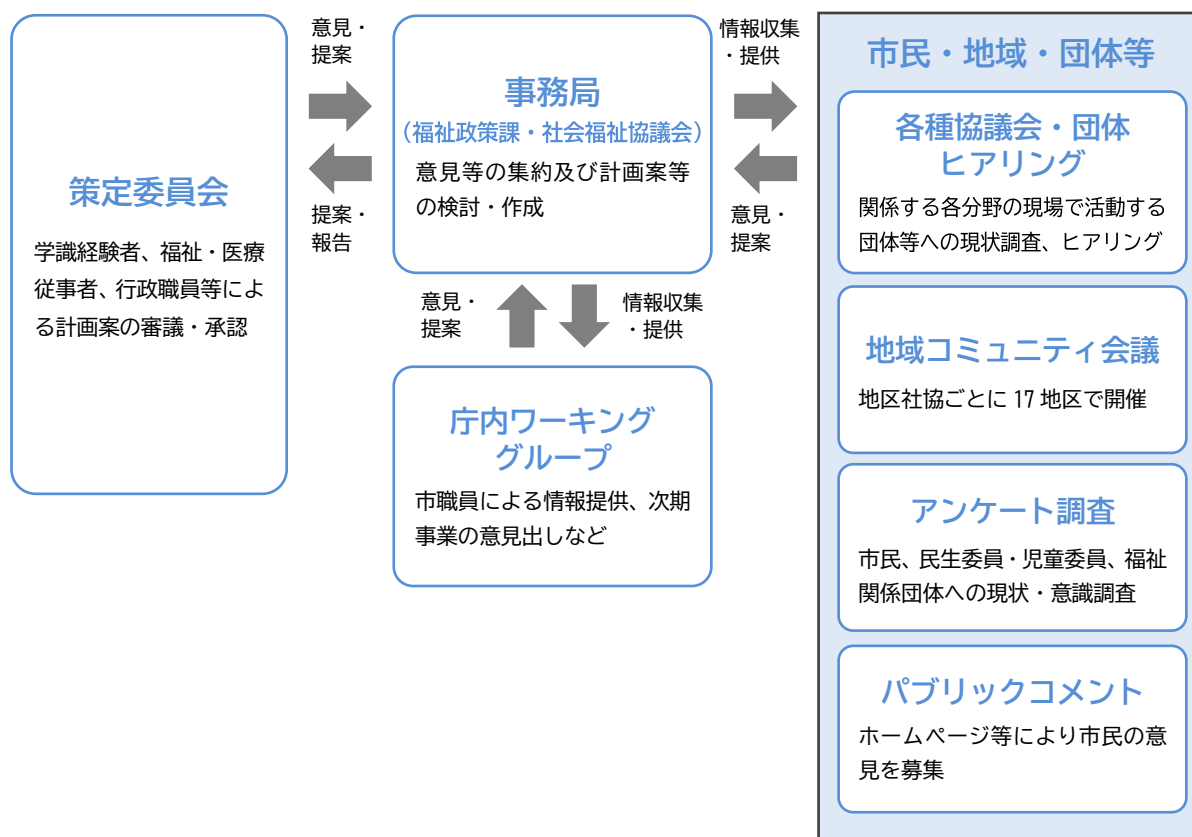 策定委員会
学識経験者、福祉・医療
従事者、行政職員等によ
る計画案の審議・承認
意見・
提案
提案・
報告
事務局
（福祉政策課・社会福祉協議会）
意見等の集約及び計画案等
の検討・作成
意見・
提案
情報収集
・提供
庁内ワーキング
グループ
市職員による情報提供、次期
事業の意見出しなど
情報収集
・提供
意見・
提案
市民・地域・団体等
各種協議会・団体
ヒアリング
関係する各分野の現場で活動する
団体等への現状調査、ヒアリング
地域コミュニティ会議
地区社協ごとに 17 地区で開催
アンケート調査
市民、民生委員・児童委員、福祉
関係団体への現状・意識調査
パブリックコメント
ホームページ等により市民の意
見を募集